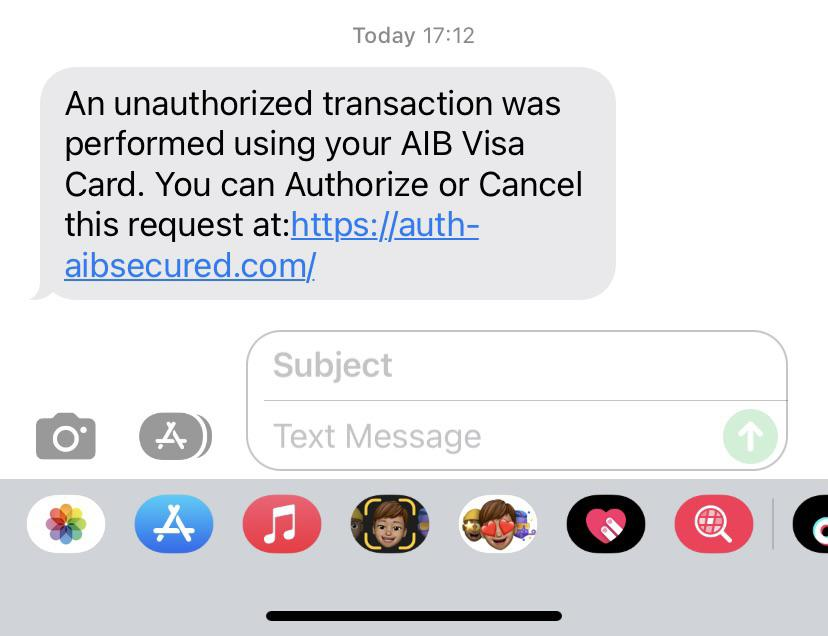 Today 17:12
An unauthorized transaction was
performed using your AIB Visa
Card. You can Authorize or Cancel
this request at:https://auth-
aibsecured.com/
Subject
Text Message